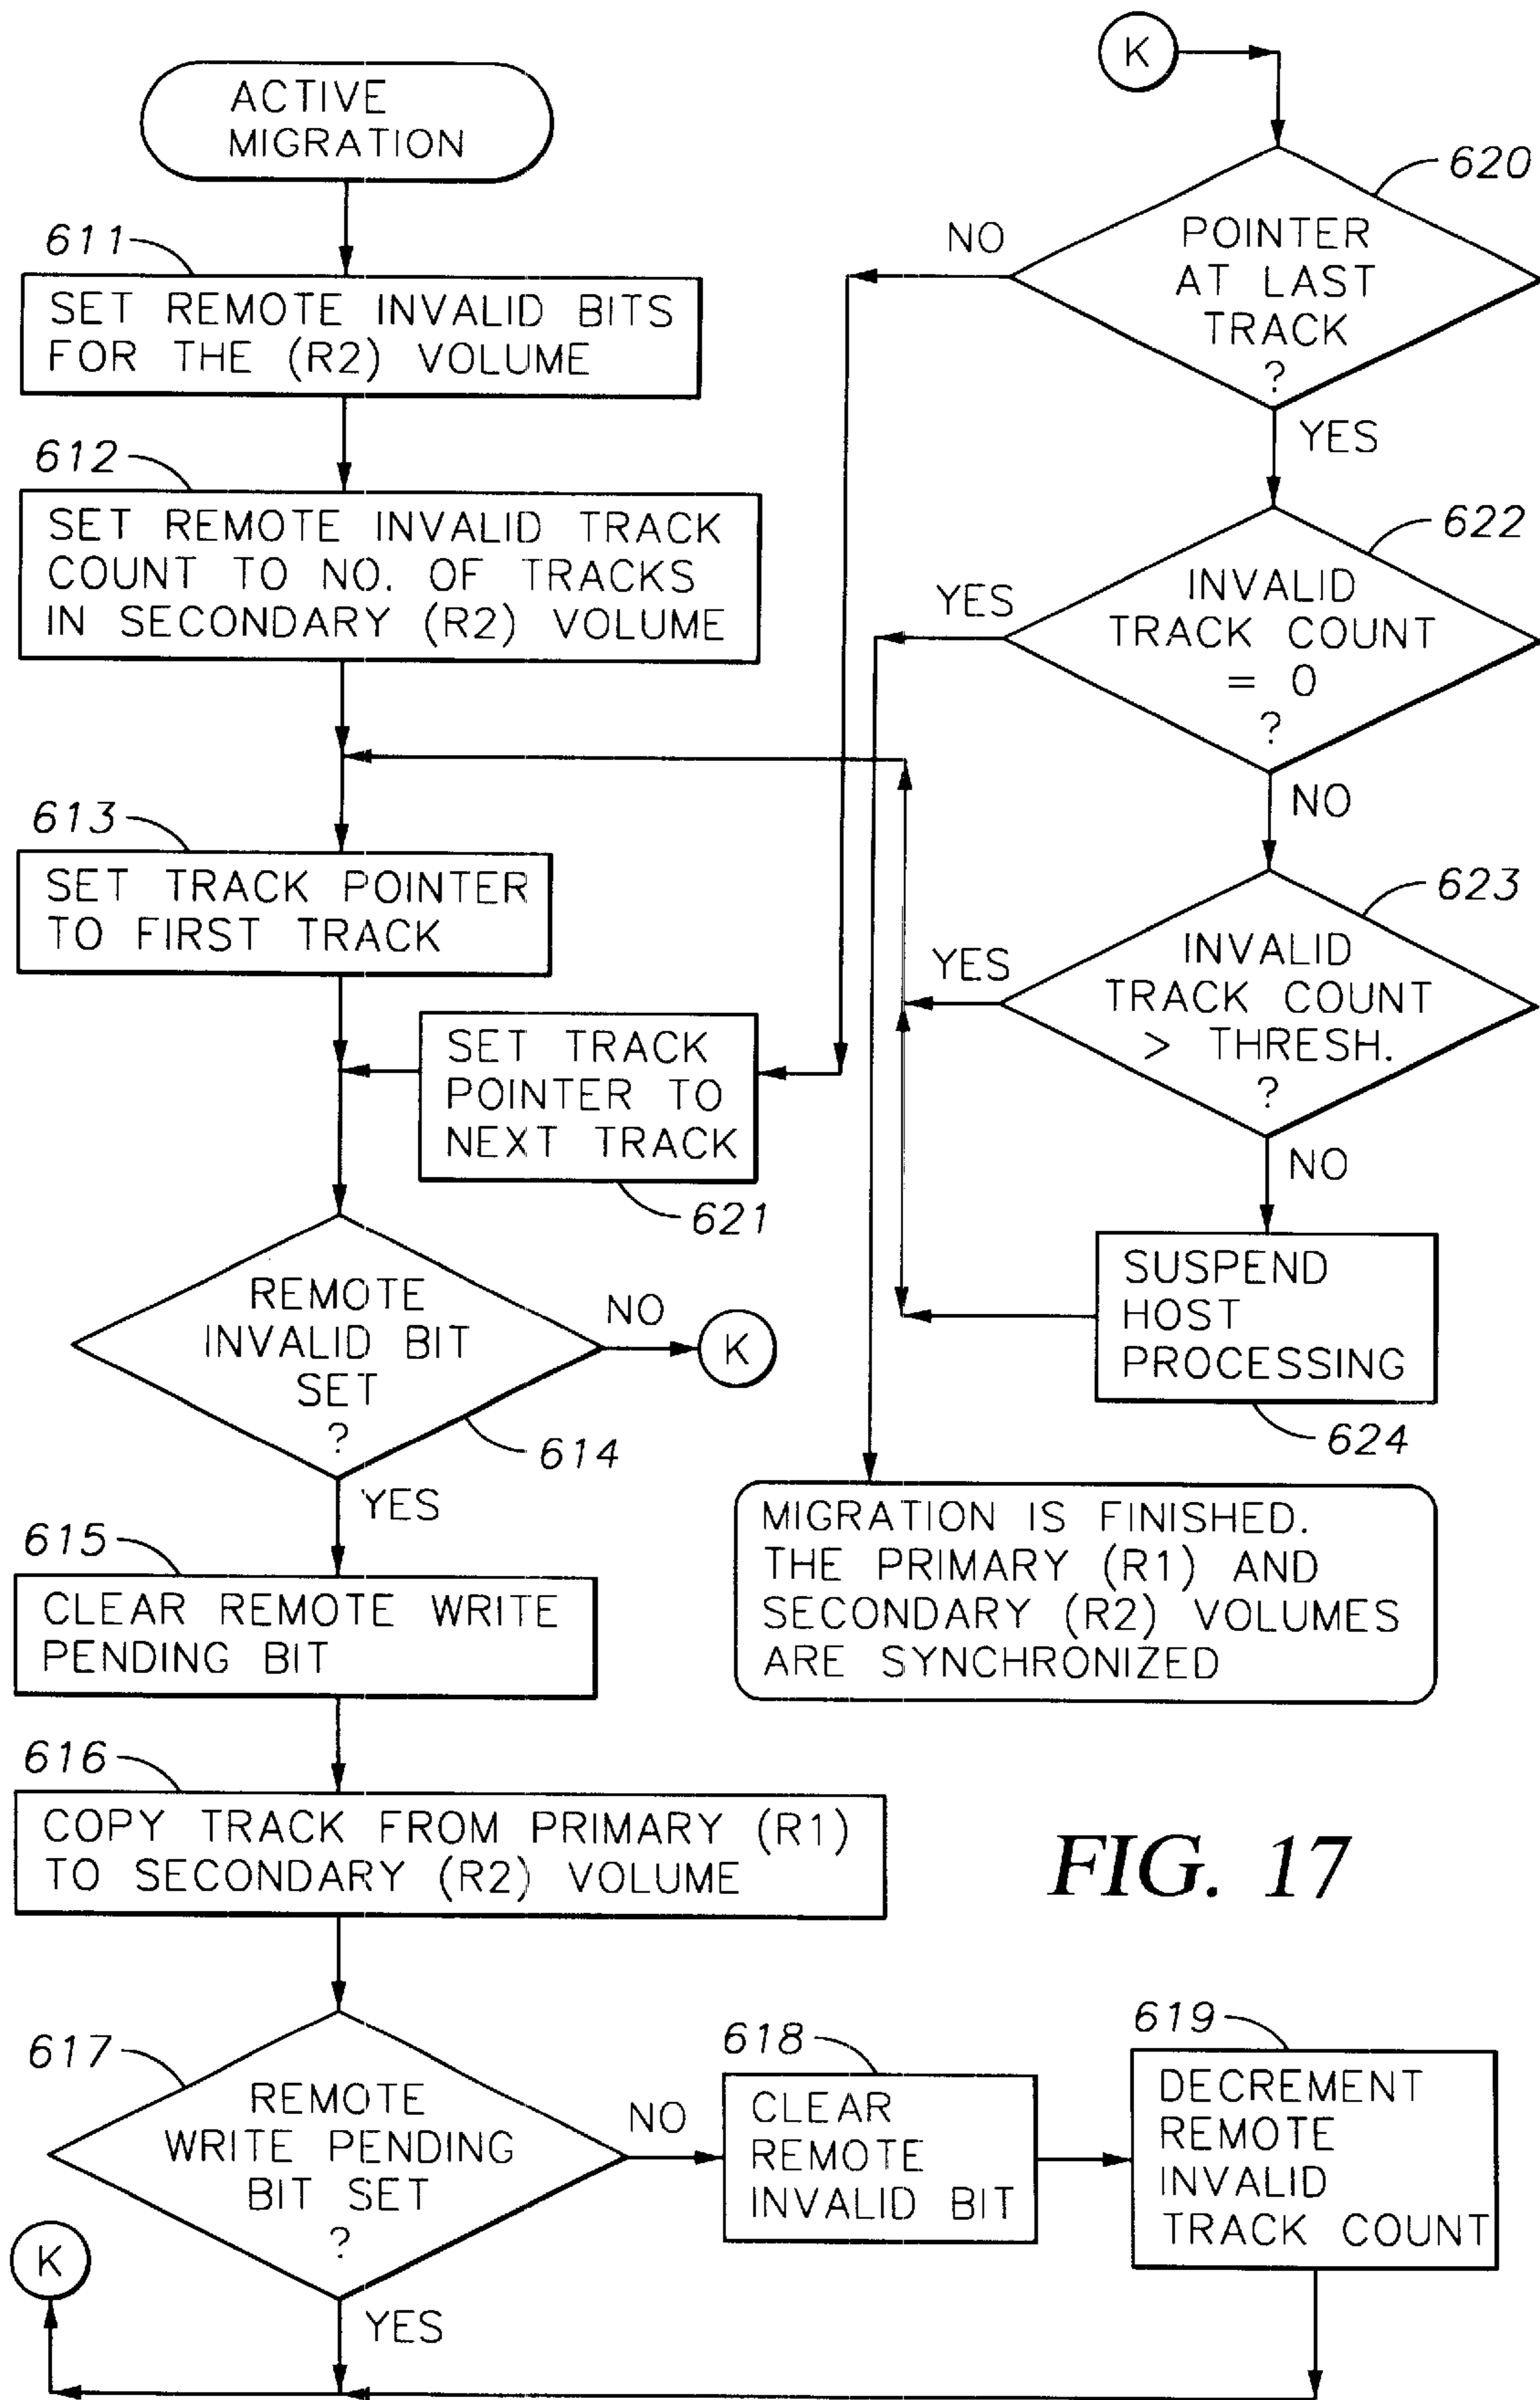 ACTIVE
MIGRATION
611
SET REMOTE INVALID BITS
FOR THE (R2) VOLUME
612
SET REMOTE INVALID TRACK
COUNT TO NO. OF TRACKS
IN SECONDARY (R2) VOLUME
613
SET TRACK POINTER
TO FIRST TRACK
SET TRACK
POINTER TO
NEXT TRACK
621
REMOTE
INVALID BIT
SET
?
614
NO
K
YES
615
CLEAR REMOTE WRITE
PENDING BIT
616
COPY TRACK FROM PRIMARY (R1)
TO SECONDARY (R2) VOLUME
617
REMOTE
WRITE PENDING
BIT SET
?
NO
YES
K
618
CLEAR
REMOTE
INVALID BIT
619
DECREMENT
REMOTE
INVALID
TRACK COUNT
K
620
POINTER
AT LAST
TRACK
?
NO
YES
622
INVALID
TRACK COUNT
= 0
?
YES
NO
623
INVALID
TRACK COUNT
> THRESH.
?
YES
NO
SUSPEND
HOST
PROCESSING
624
MIGRATION IS FINISHED.
THE PRIMARY (R1) AND
SECONDARY (R2) VOLUMES
ARE SYNCHRONIZED
FIG. 17